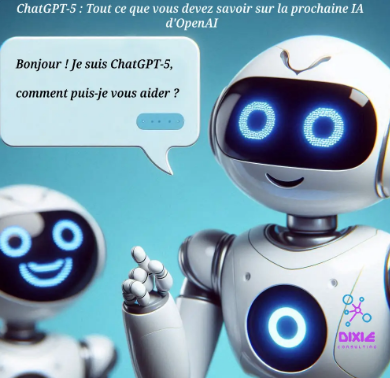 ChatGPT-5 : Tout ce que vous devez savoir sur la prochaine IA
d'OpenAI
Bonjour ! Je suis ChatGPT-5,
comment puis-je vous aider ?
DIXIE
CONSULTING